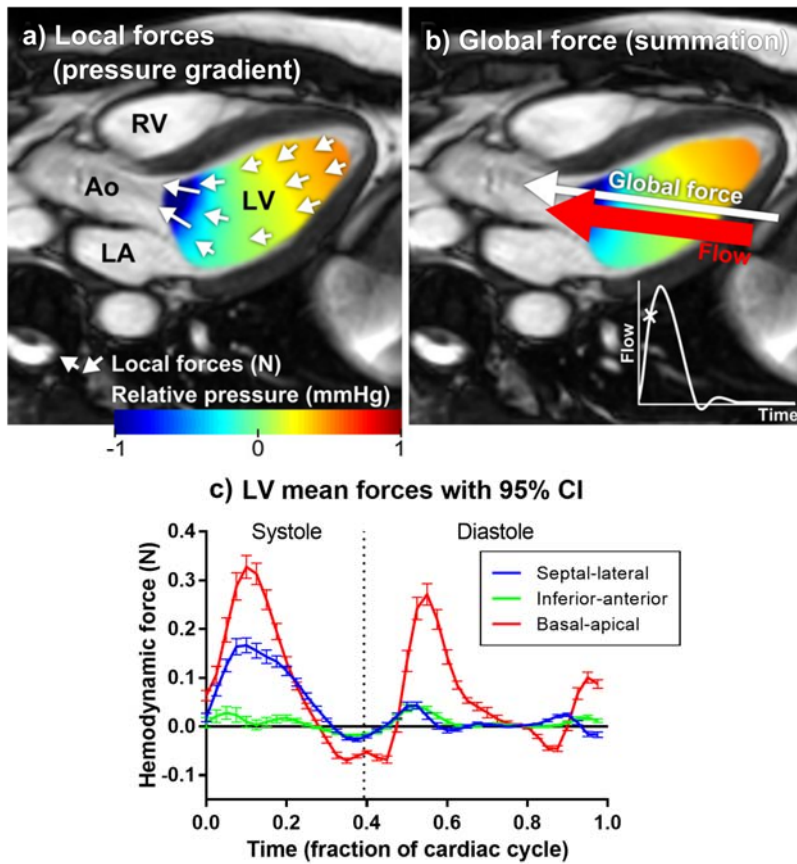 a) Local forces
(pressure gradient)
RV
Ao
LV
LA
Local forces (N)
Relative pressure (mmHg)
-1
0
1
b) Global force (summation)
Global force
Flow
Flow
Time
c) LV mean forces with 95% CI
Systole
Diastole
Septal-lateral
Inferior-anterior
Basal-apical
Hemodynamic force (N)
0.4
0.3
0.2
0.1
0.0
-0.1
0.0 0.2 0.4 0.6 0.8 1.0
Time (fraction of cardiac cycle)